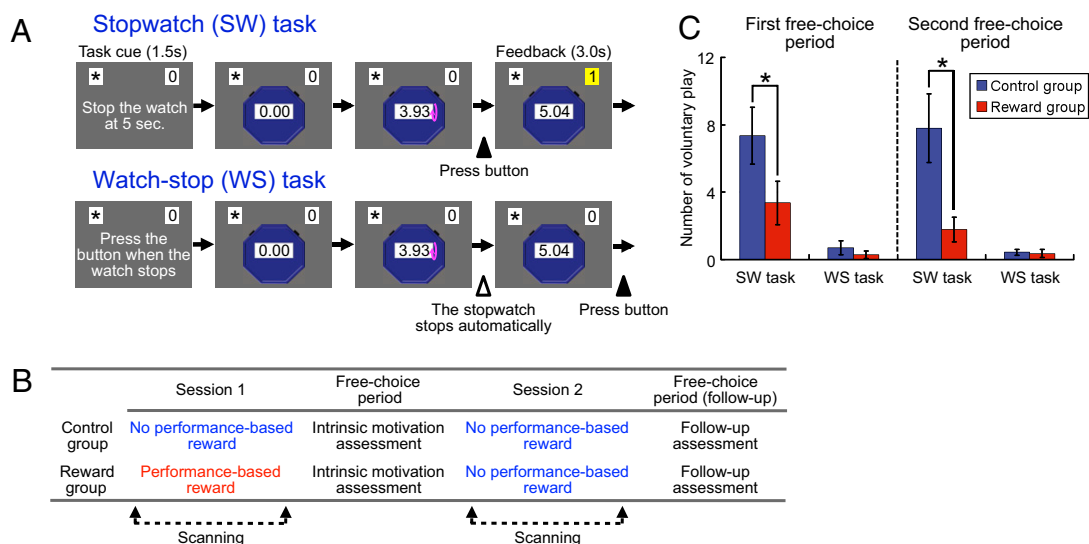 A
Stopwatch (SW) task
Task cue (1.5s)
Feedback (3.0s)
* 0
* 0
* 0
* 1
Stop the watch
at 5 sec.
0.00
3.93
5.04
Press button
Watch-stop (WS) task
* 0
* 0
* 0
* 0
Press the
button when the
watch stops
0.00
3.93
5.04
The stopwatch
stops automatically
Press button
B
Session 1
Free-choice
period
Session 2
Free-choice
period (follow-up)
Control
group
No performance-based
reward
Intrinsic motivation
assessment
No performance-based
reward
Follow-up
assessment
Reward
group
Performance-based
reward
Intrinsic motivation
assessment
No performance-based
reward
Follow-up
assessment
Scanning
Scanning
C
First free-choice
period
Second free-choice
period
Number of voluntary play
12
8
4
0
*
*
Control group
Reward group
SW task
WS task
SW task
WS task